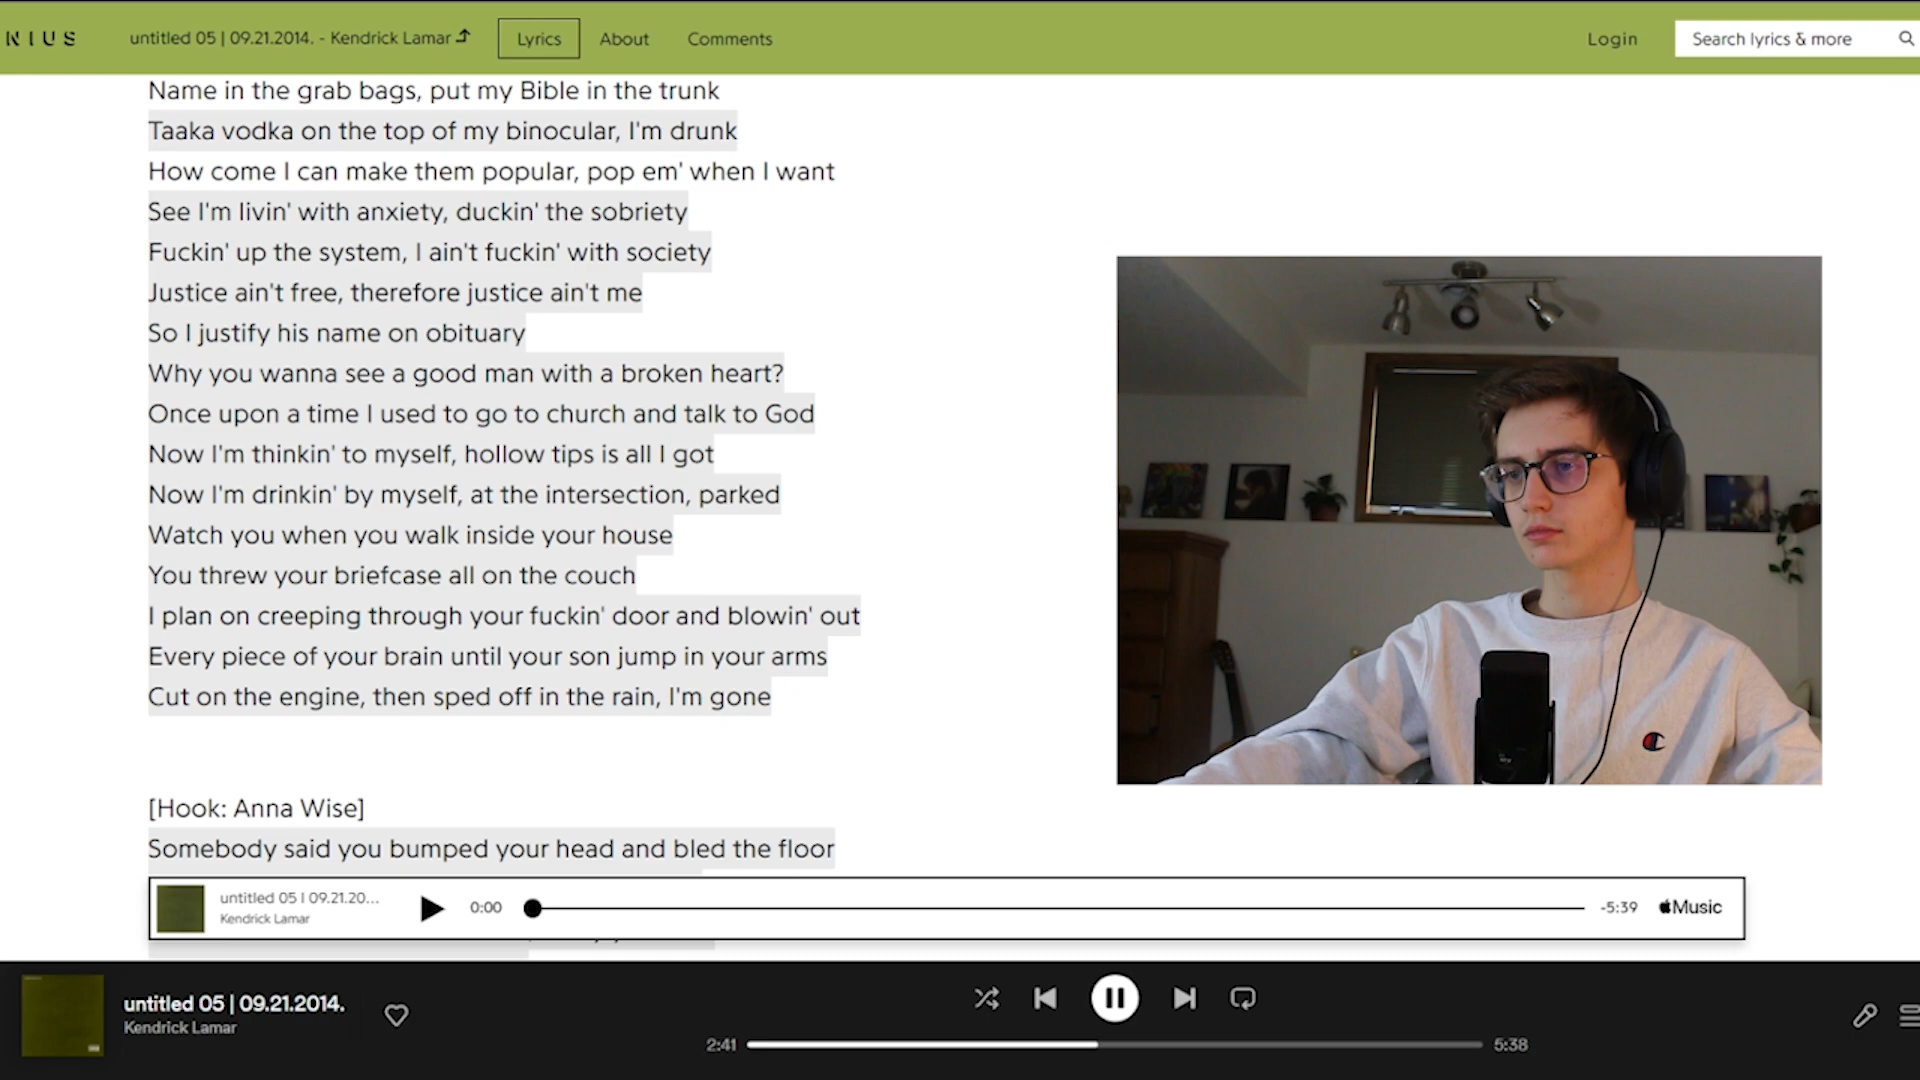 NIUS
untitled 05 | 09.21.2014. - Kendrick Lamar
Lyrics
About
Comments
Login
Search lyrics & more
Name in the grab bags, put my Bible in the trunk
Taaka vodka on the top of my binocular, I'm drunk
How come I can make them popular, pop em' when I want
See I'm livin' with anxiety, duckin' the sobriety
Fuckin' up the system, I ain't fuckin' with society
Justice ain't free, therefore justice ain't me
So I justify his name on obituary
Why you wanna see a good man with a broken heart?
Once upon a time I used to go to church and talk to God
Now I'm thinkin' to myself, hollow tips is all I got
Now I'm drinkin' by myself, at the intersection, parked
Watch you when you walk inside your house
You threw your briefcase all on the couch
I plan on creeping through your fuckin' door and blowin' out
Every piece of your brain until your son jump in your arms
Cut on the engine, then sped off in the rain, I'm gone
[Hook: Anna Wise]
Somebody said you bumped your head and bled the floor
untitled 05 | 09.21.20...
Kendrick Lamar
0:00
-5:39
Music
untitled 05 | 09.21.2014.
Kendrick Lamar
2:41
5:38